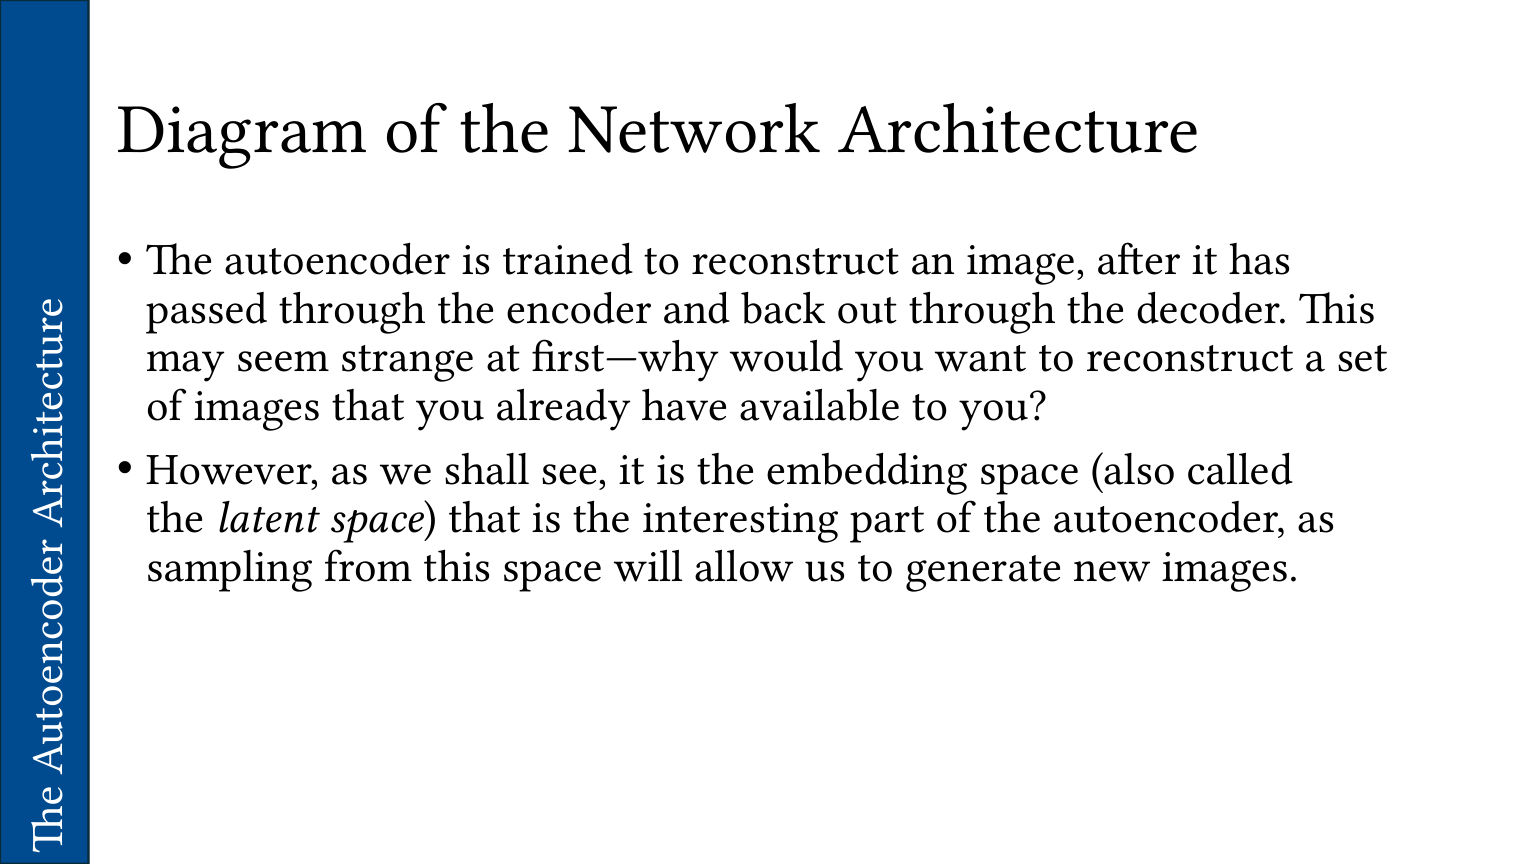 The Autoencoder Architecture
Diagram of the Network Architecture
• The autoencoder is trained to reconstruct an image, after it has
passed through the encoder and back out through the decoder. This
may seem strange at first—why would you want to reconstruct a set
of images that you already have available to you?
• However, as we shall see, it is the embedding space (also called
the latent space) that is the interesting part of the autoencoder, as
sampling from this space will allow us to generate new images.